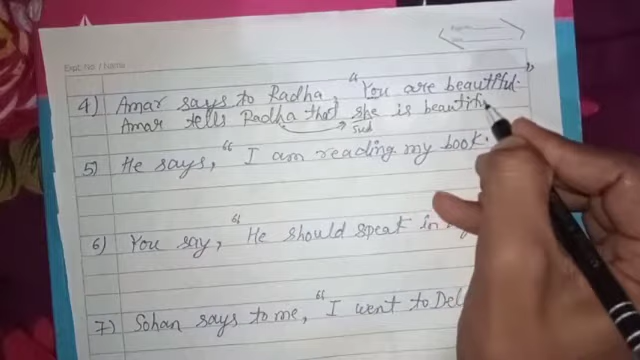 Expt. No. / Name
4) Amar says to Radha, "You are beautiful."
Amar tells Radha that she is beautif
Sub
5) He says, "I am reading my book.
6) You say, "He should speak in
7) Sohan says to me, "I went to Del